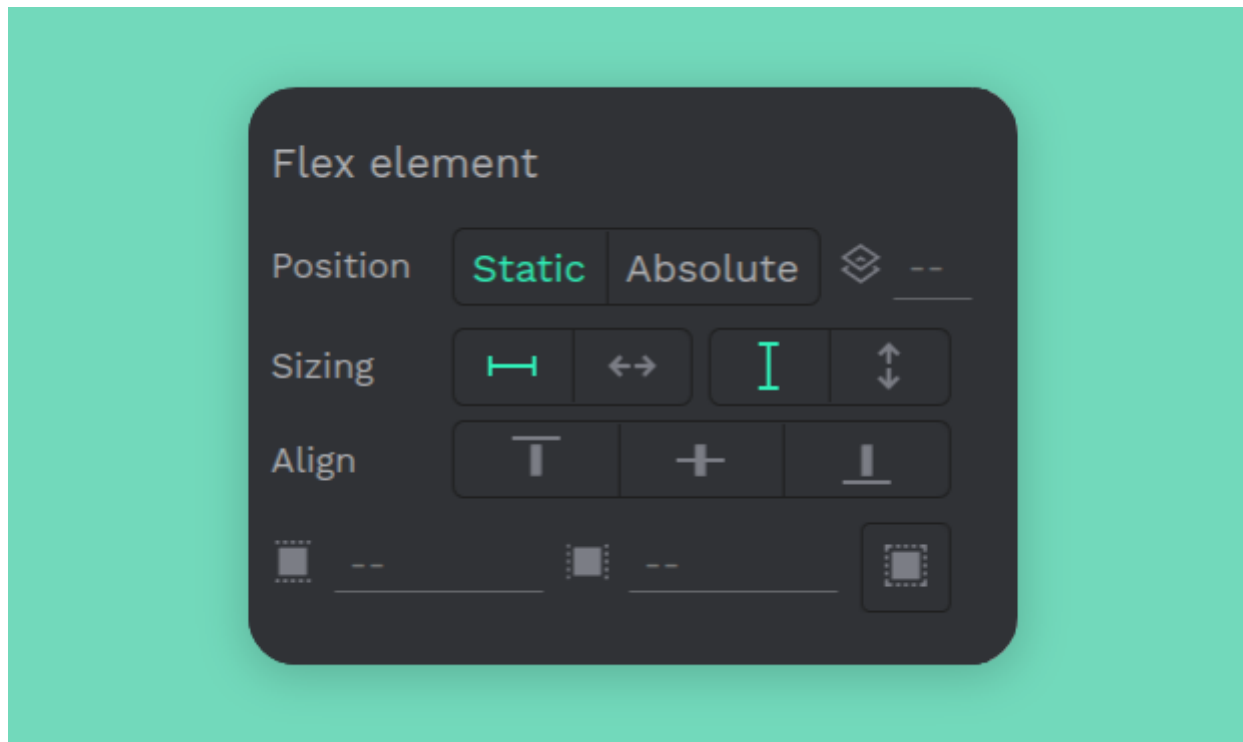 Flex element
Position Static Absolute --
Sizing
Align
-- --